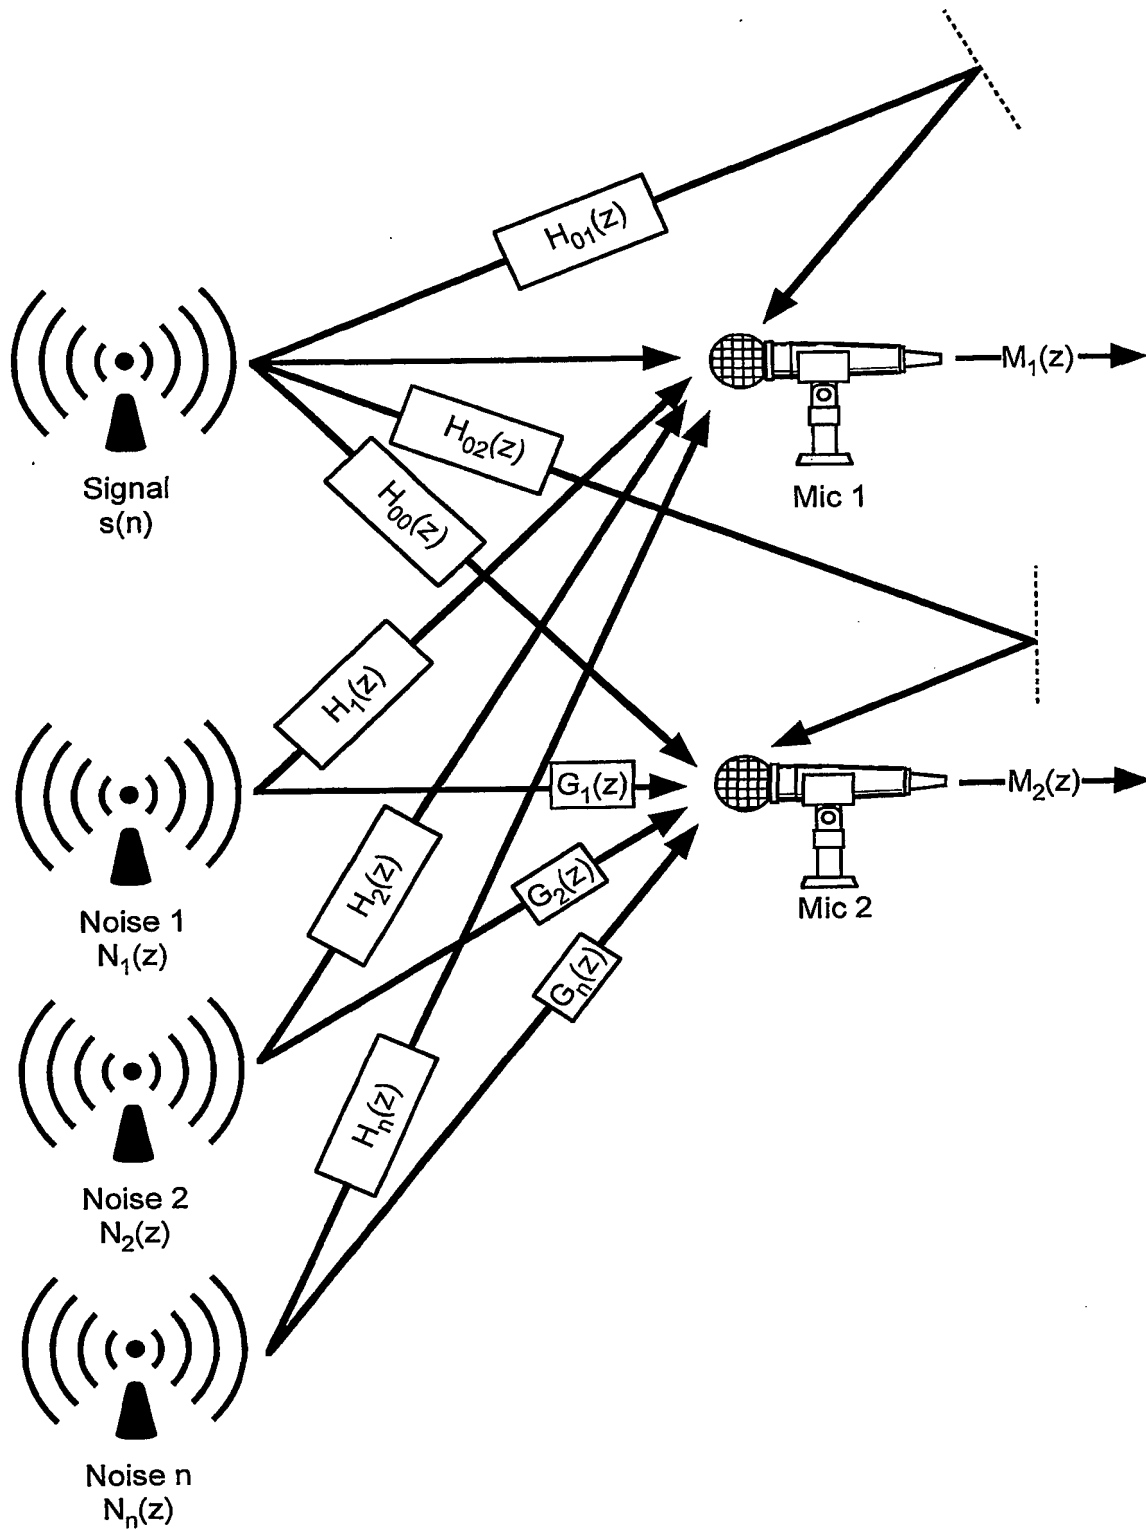 H₀₁(z)
M₁(z)
H₀₂(z)
Signal
s(n)
Mic 1
H₀₀(z)
H₁(z)
G₁(z)
M₂(z)
H₂(z)
G₂(z)
Mic 2
Noise 1
N₁(z)
Gₙ(z)
Hₙ(z)
Noise 2
N₂(z)
Noise n
Nₙ(z)